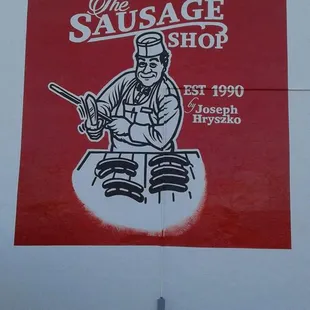 The
SAUSAGE
SHOP
EST 1990
by Joseph
Hryszko